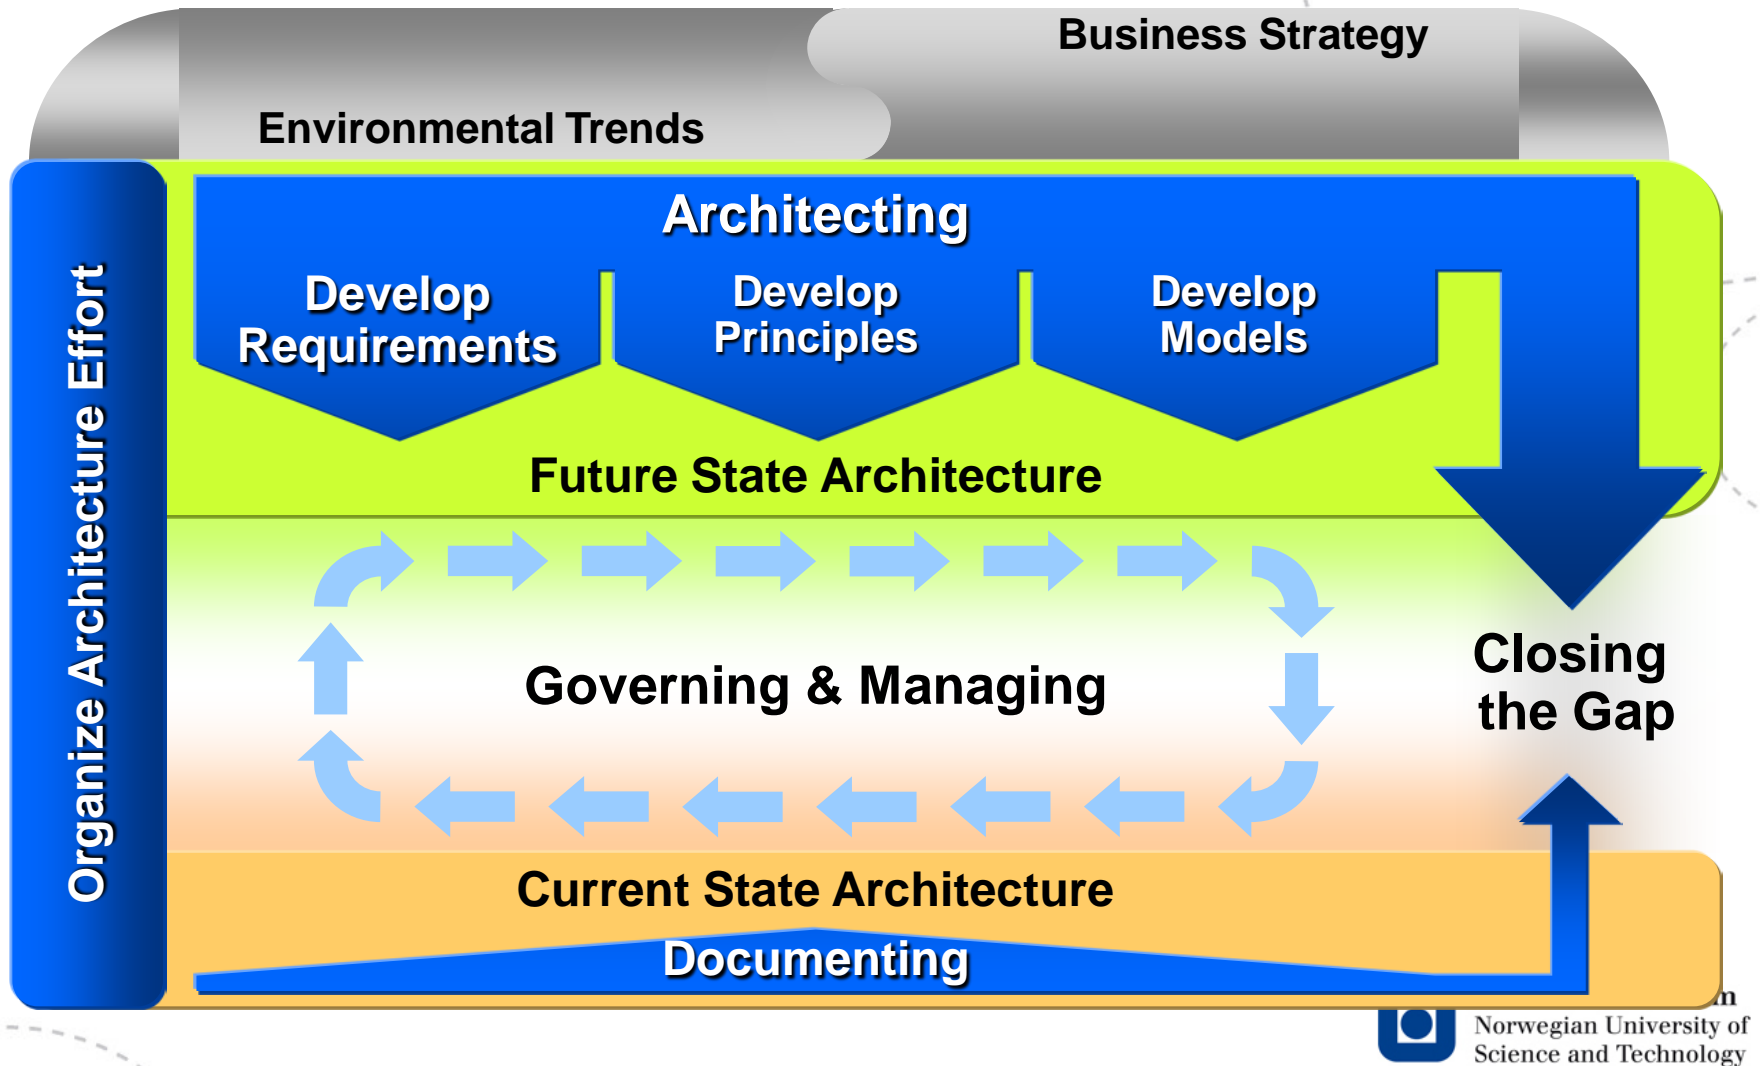 Business Strategy
Environmental Trends
Organize Architecture Effort
Architecting
Develop
Requirements
Develop
Principles
Develop
Models
Future State Architecture
Governing & Managing
Closing
the Gap
Current State Architecture
Documenting
Norwegian University of
Science and Technology